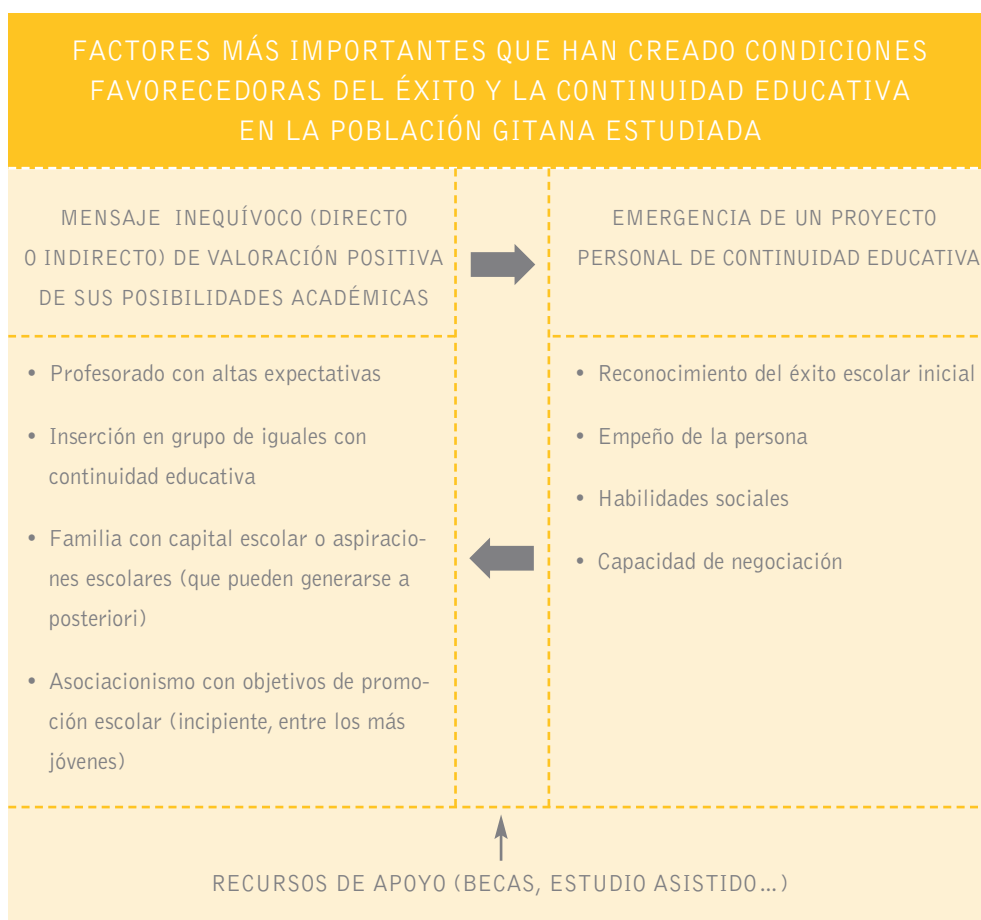 FACTORES MÁS IMPORTANTES QUE HAN CREADO CONDICIONES
FAVORECEDORAS DEL ÉXITO Y LA CONTINUIDAD EDUCATIVA
EN LA POBLACIÓN GITANA ESTUDIADA
MENSAJE INEQUÍVOCO (DIRECTO
O INDIRECTO) DE VALORACIÓN POSITIVA
DE SUS POSIBILIDADES ACADÉMICAS
EMERGENCIA DE UN PROYECTO
PERSONAL DE CONTINUIDAD EDUCATIVA
• Profesorado con altas expectativas
• Inserción en grupo de iguales con
continuidad educativa
• Familia con capital escolar o aspiracio-
nes escolares (que pueden generarse a
posteriori)
• Asociacionismo con objetivos de promo-
ción escolar (incipiente, entre los más
jóvenes)
• Reconocimiento del éxito escolar inicial
• Empeño de la persona
• Habilidades sociales
• Capacidad de negociación
RECURSOS DE APOYO (BECAS, ESTUDIO ASISTIDO...)